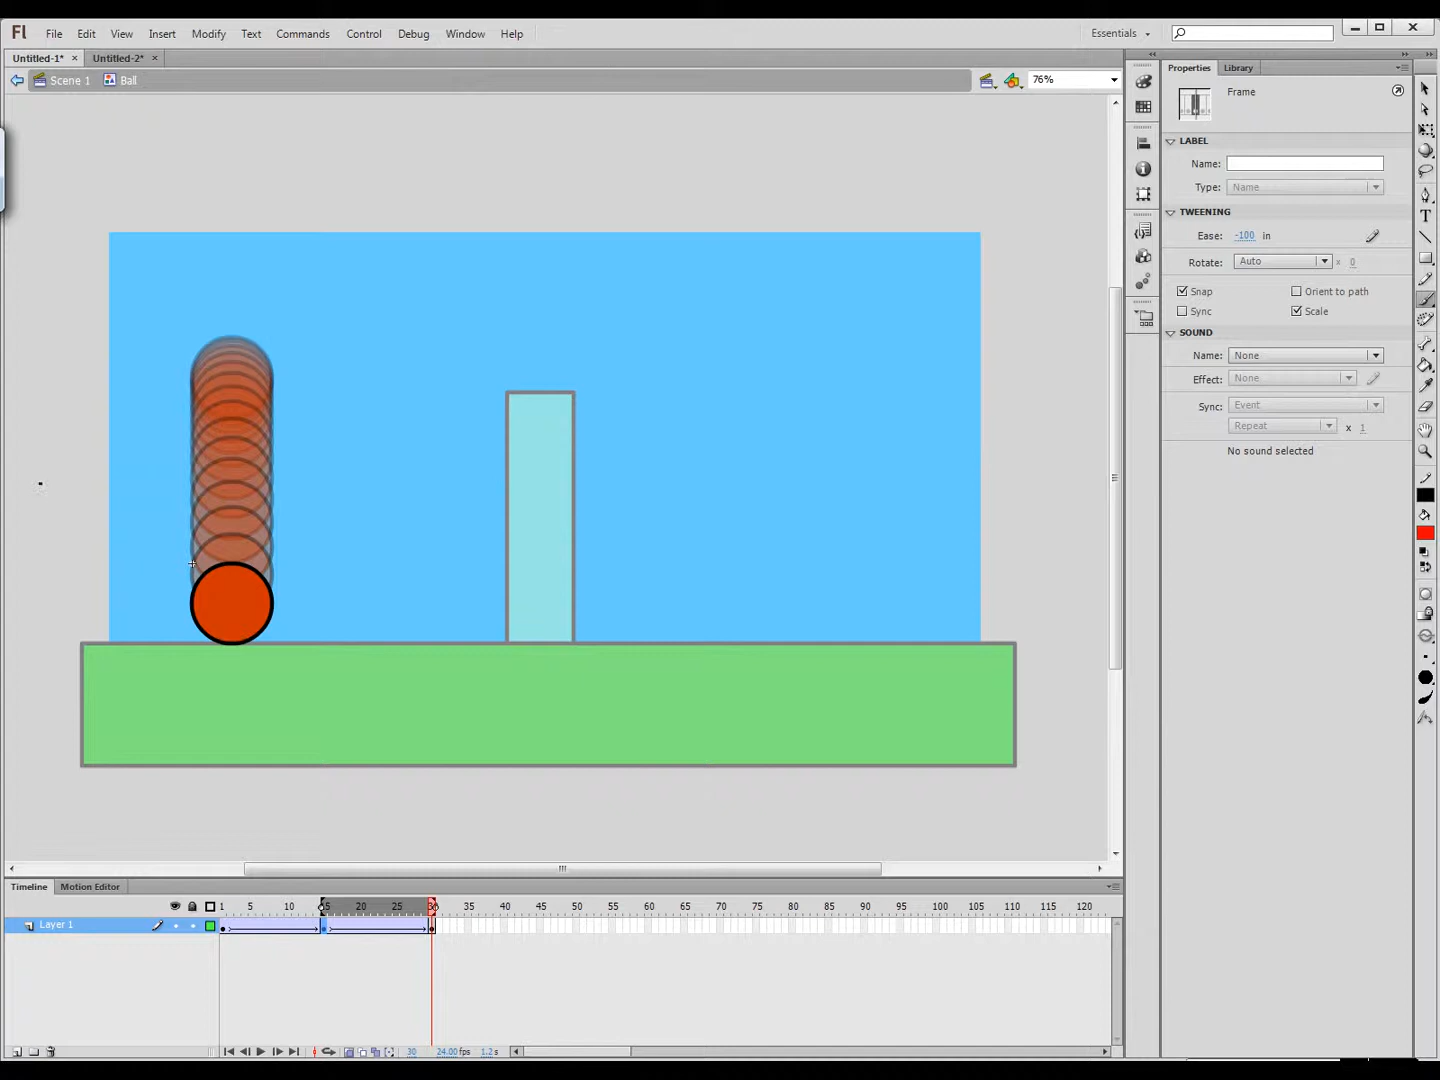 Fl File Edit View Insert Modify Text Commands Control Debug Window Help Essentials
Untitled-1* × Untitled-2* ×
Scene 1 Ball 76%
Properties Library
Frame
LABEL
Name:
Type: Name
TWEENING
Ease: -100 in
Rotate: Auto x 0
Snap Orient to path
Sync Scale
SOUND
Name: None
Effect: None
Sync: Event
Repeat x 1
No sound selected
Timeline Motion Editor
1 5 10 15 20 25 30 35 40 45 50 55 60 65 70 75 80 85 90 95 100 105 110 115 120
Layer 1
30 24.00 fps 1.2 s